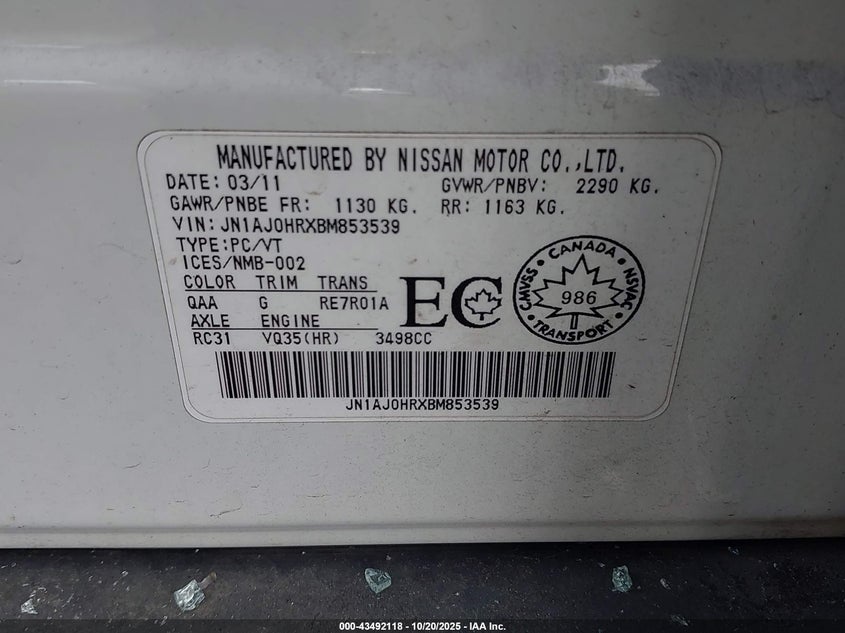 MANUFACTURED BY NISSAN MOTOR CO.,LTD.
DATE: 03/11 GVWR/PNBV: 2290 KG.
GAWR/PNBE FR: 1130 KG. RR: 1163 KG.
VIN: JN1AJ0HRXBM853539
TYPE:PC/VT
ICES/NMB-002
COLOR TRIM TRANS
QAA G RE7R01A
AXLE ENGINE
RC31 VQ35(HR) 3498CC
EC
CANADA
CMVSS 986 NSVAC
TRANSPORT
JN1AJ0HRXBM853539
000-43492118 - 10/20/2025 - IAA Inc.